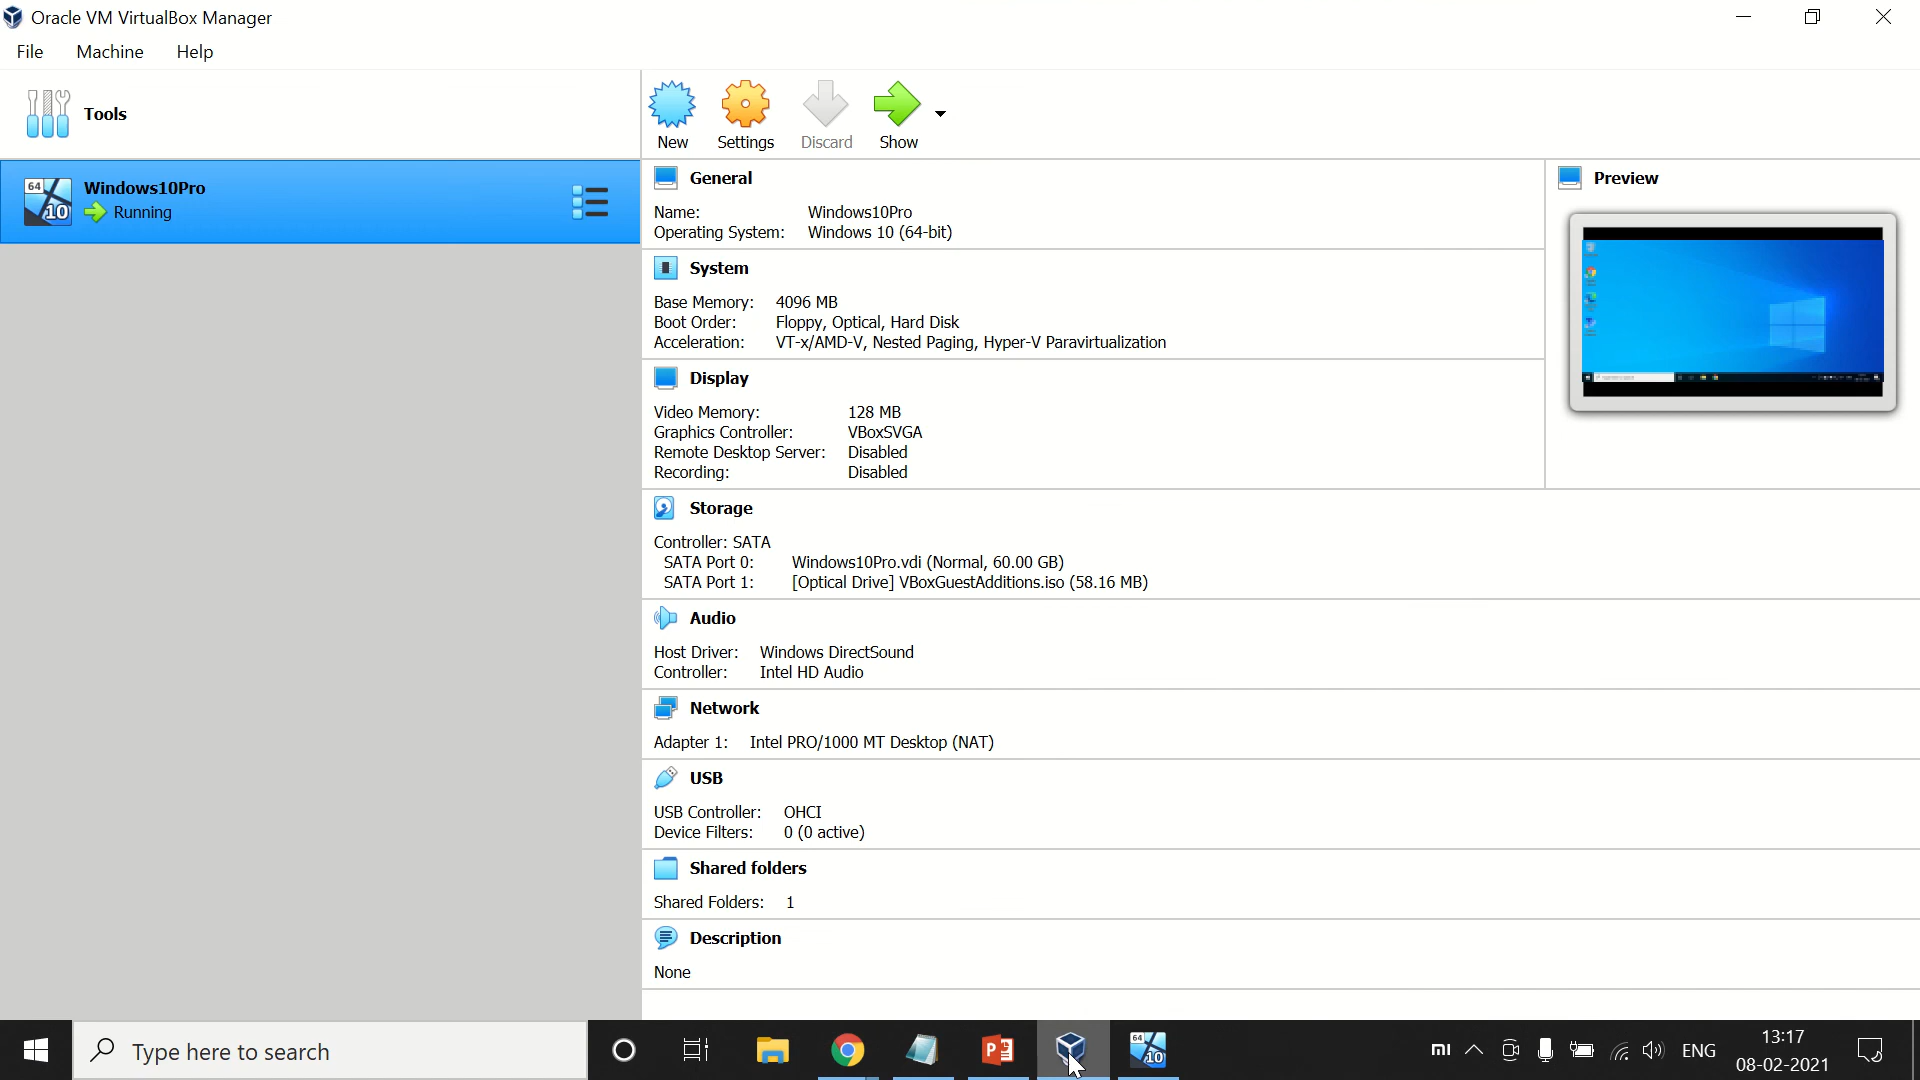 Oracle VM VirtualBox Manager
File Machine Help
Tools
New Settings Discard Show
64 10 Windows10Pro
Running
General
Name: Windows10Pro
Operating System: Windows 10 (64-bit)
Preview
System
Base Memory: 4096 MB
Boot Order: Floppy, Optical, Hard Disk
Acceleration: VT-x/AMD-V, Nested Paging, Hyper-V Paravirtualization
Display
Video Memory: 128 MB
Graphics Controller: VBoxSVGA
Remote Desktop Server: Disabled
Recording: Disabled
Storage
Controller: SATA
SATA Port 0: Windows10Pro.vdi (Normal, 60.00 GB)
SATA Port 1: [Optical Drive] VBoxGuestAdditions.iso (58.16 MB)
Audio
Host Driver: Windows DirectSound
Controller: Intel HD Audio
Network
Adapter 1: Intel PRO/1000 MT Desktop (NAT)
USB
USB Controller: OHCI
Device Filters: 0 (0 active)
Shared folders
Shared Folders: 1
Description
None
Type here to search
64 10
ENG
13:17
08-02-2021